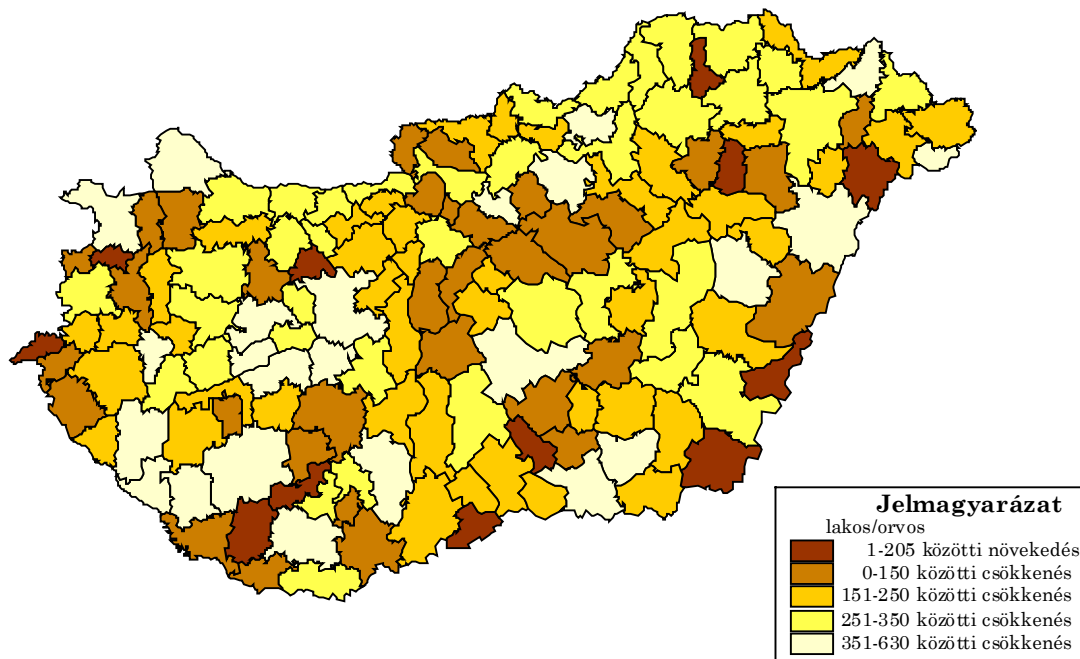 Jelmagyarázat
lakos/orvos
1-205 közötti növekedés
0-150 közötti csökkenés
151-250 közötti csökkenés
251-350 közötti csökkenés
351-630 közötti csökkenés